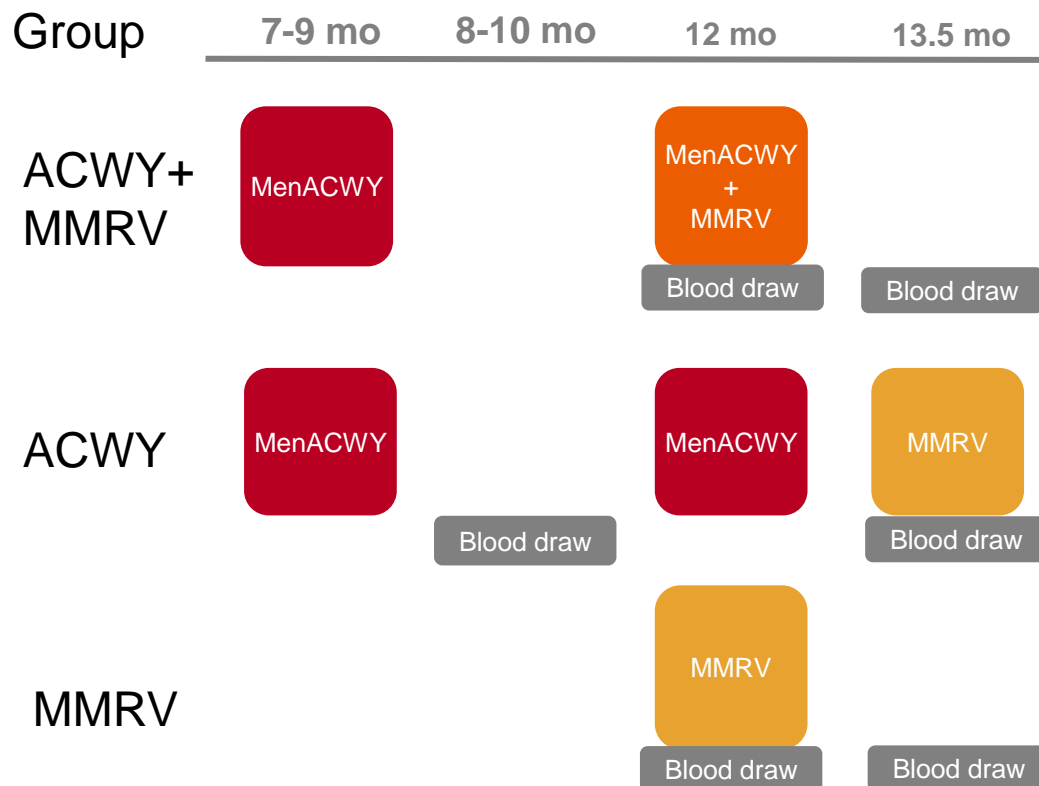 Group 7-9 mo 8-10 mo 12 mo 13.5 mo
ACWY+
MMRV
MenACWY
MenACWY
+
MMRV
Blood draw Blood draw
ACWY MenACWY MenACWY MMRV
Blood draw Blood draw
MMRV
MMRV
Blood draw Blood draw